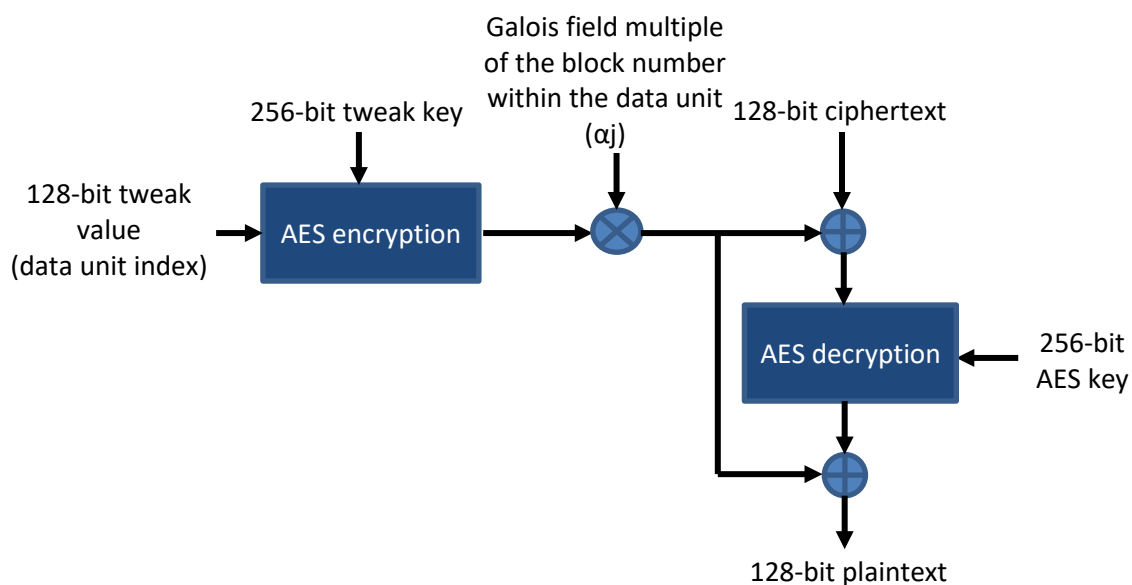 Galois field multiple
of the block number
within the data unit
(αj)
256-bit tweak key
128-bit ciphertext
128-bit tweak
value
(data unit index)
AES encryption
AES decryption
256-bit
AES key
128-bit plaintext